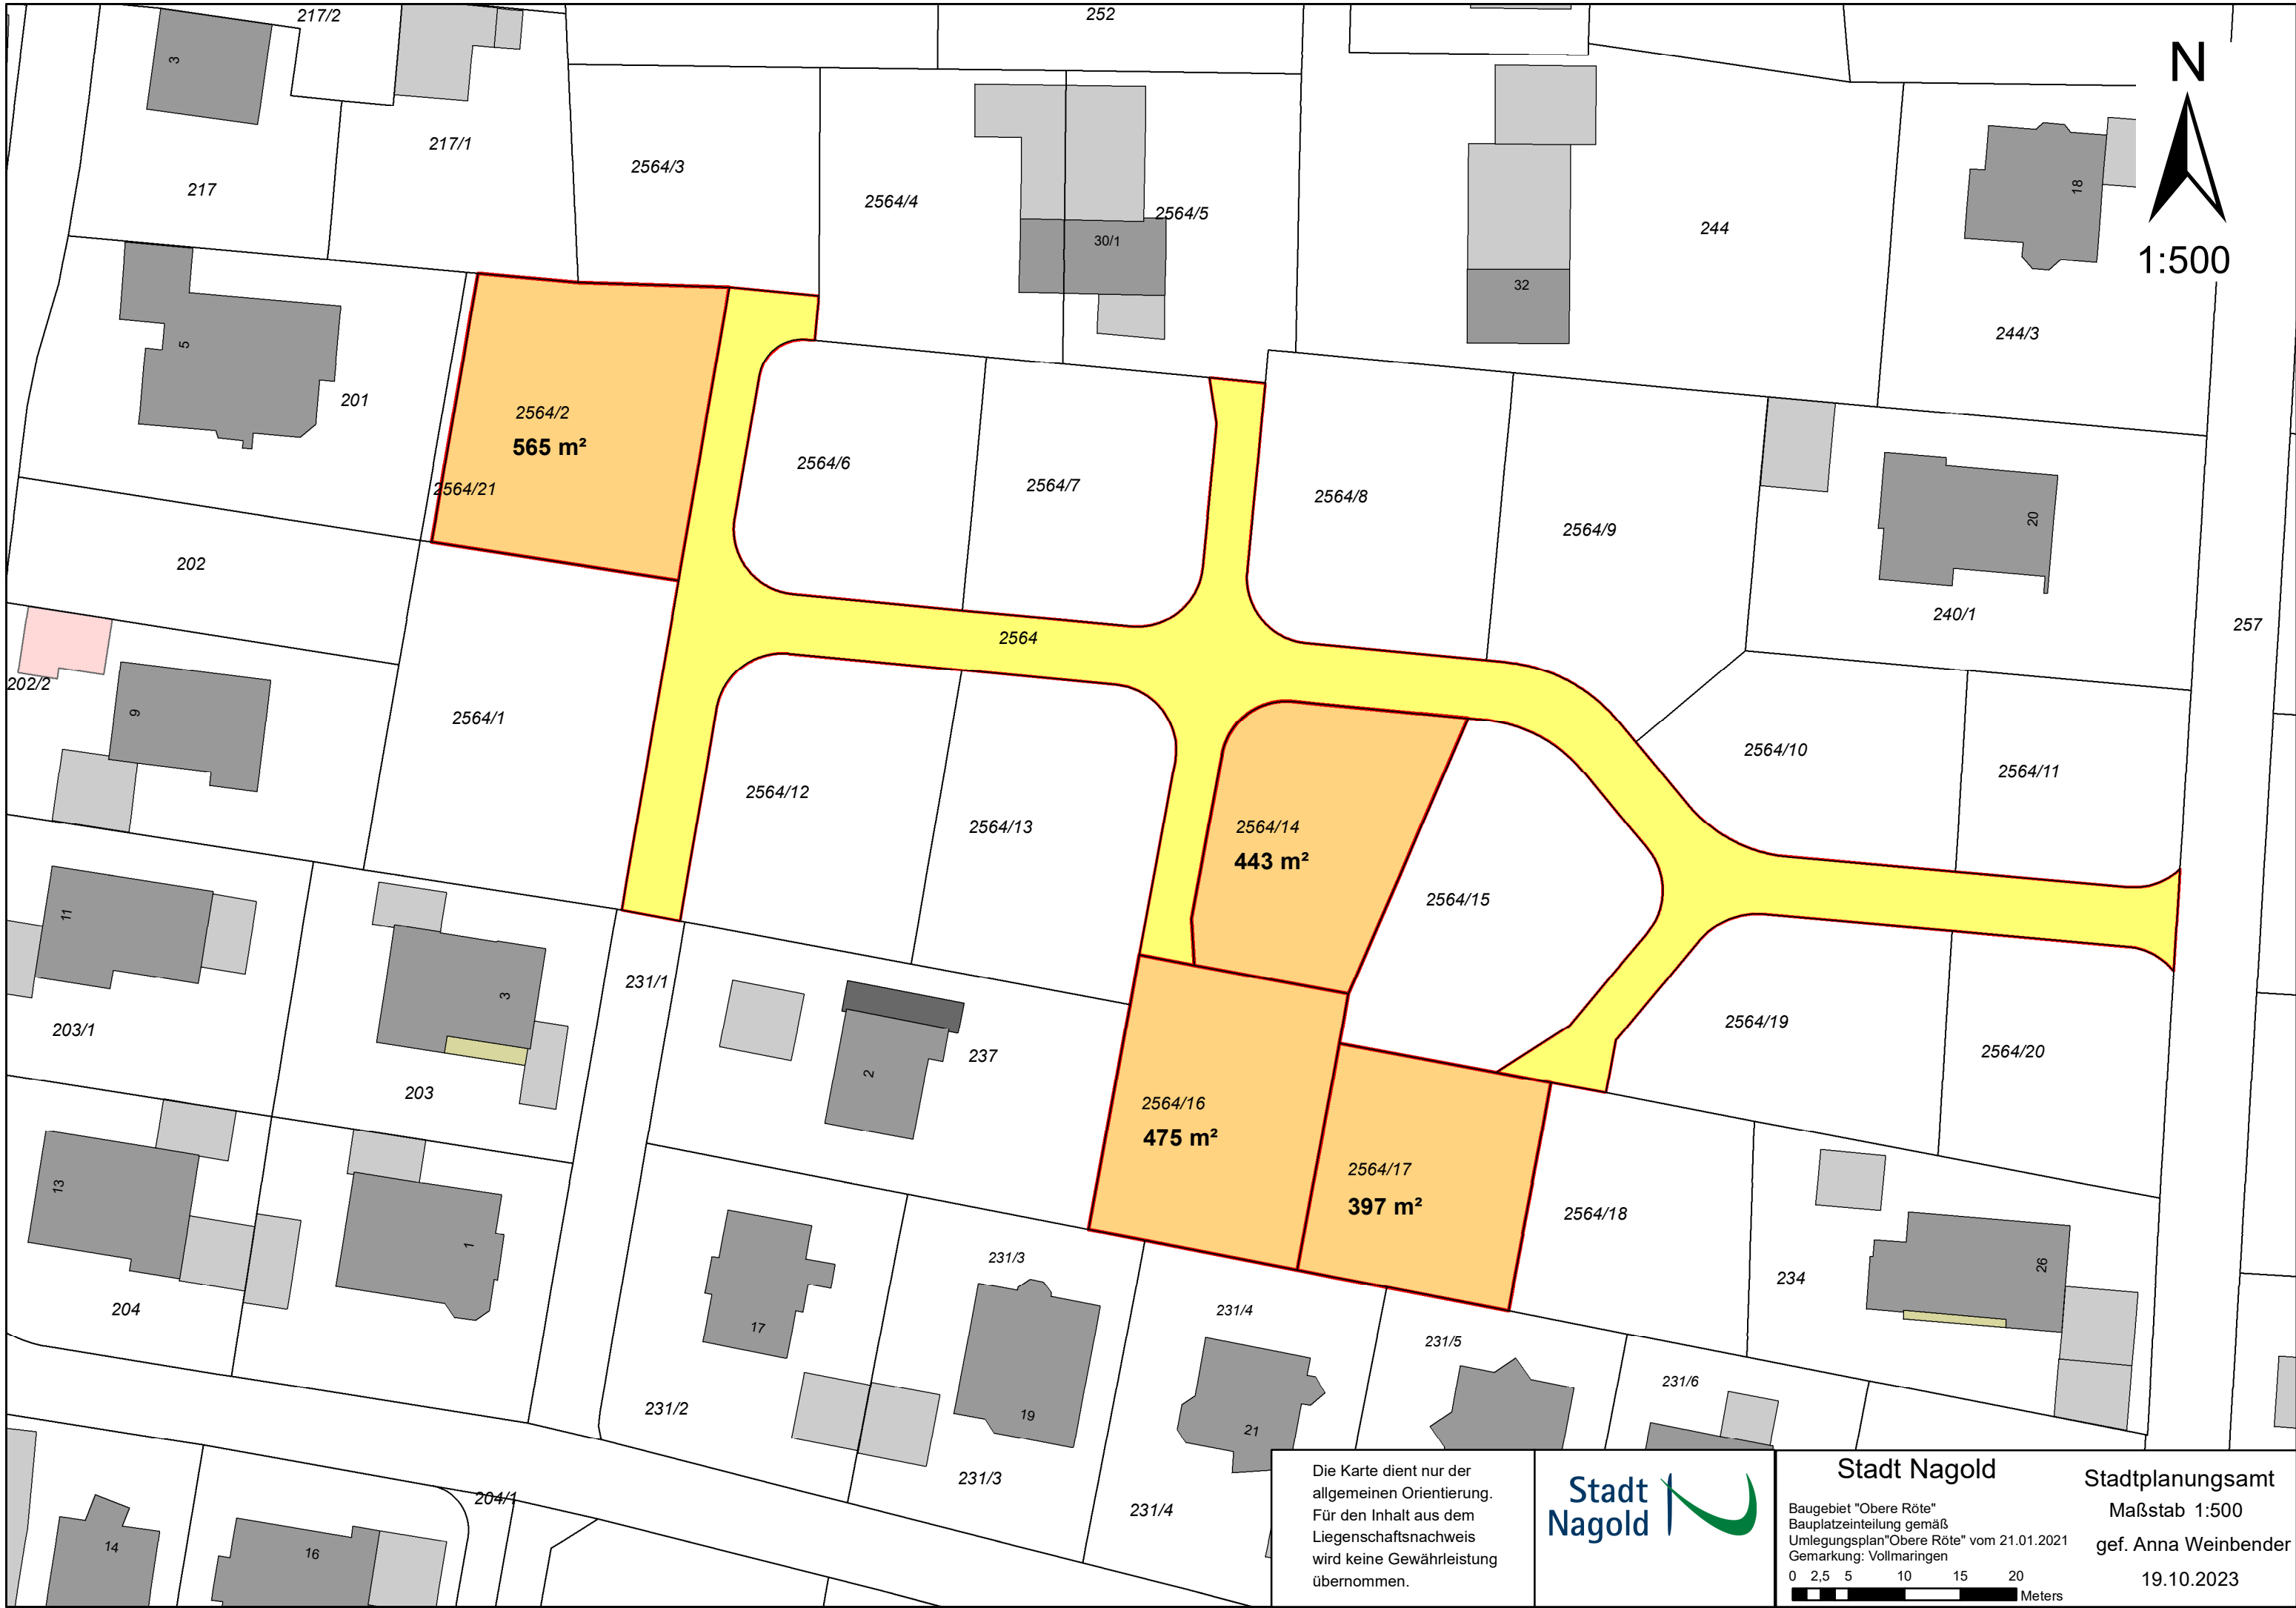 217/2
252
3
217/1
2564/3
217
2564/4
2564/5
30/1
244
18
N
1:500
32
244/3
5
201
2564/2
565 m²
2564/21
2564/6
2564/7
2564/8
2564/9
20
202
2564
240/1
257
202/2
9
2564/1
2564/12
2564/13
2564/14
443 m²
2564/15
2564/10
2564/11
11
3
231/1
203/1
203
2
237
2564/19
2564/20
2564/16
475 m²
2564/17
397 m²
2564/18
13
1
204
17
231/3
231/4
231/5
234
26
231/2
19
21
231/6
231/3
231/4
204/1
14
16
Die Karte dient nur der
allgemeinen Orientierung.
Für den Inhalt aus dem
Liegenschaftsnachweis
wird keine Gewährleistung
übernommen.
Stadt
Nagold
Stadt Nagold
Baugebiet "Obere Röte"
Bauplatzeinteilung gemäß
Umlegungsplan"Obere Röte" vom 21.01.2021
Gemarkung: Vollmaringen
0 2,5 5 10 15 20
Meters
Stadtplanungsamt
Maßstab 1:500
gef. Anna Weinbender
19.10.2023